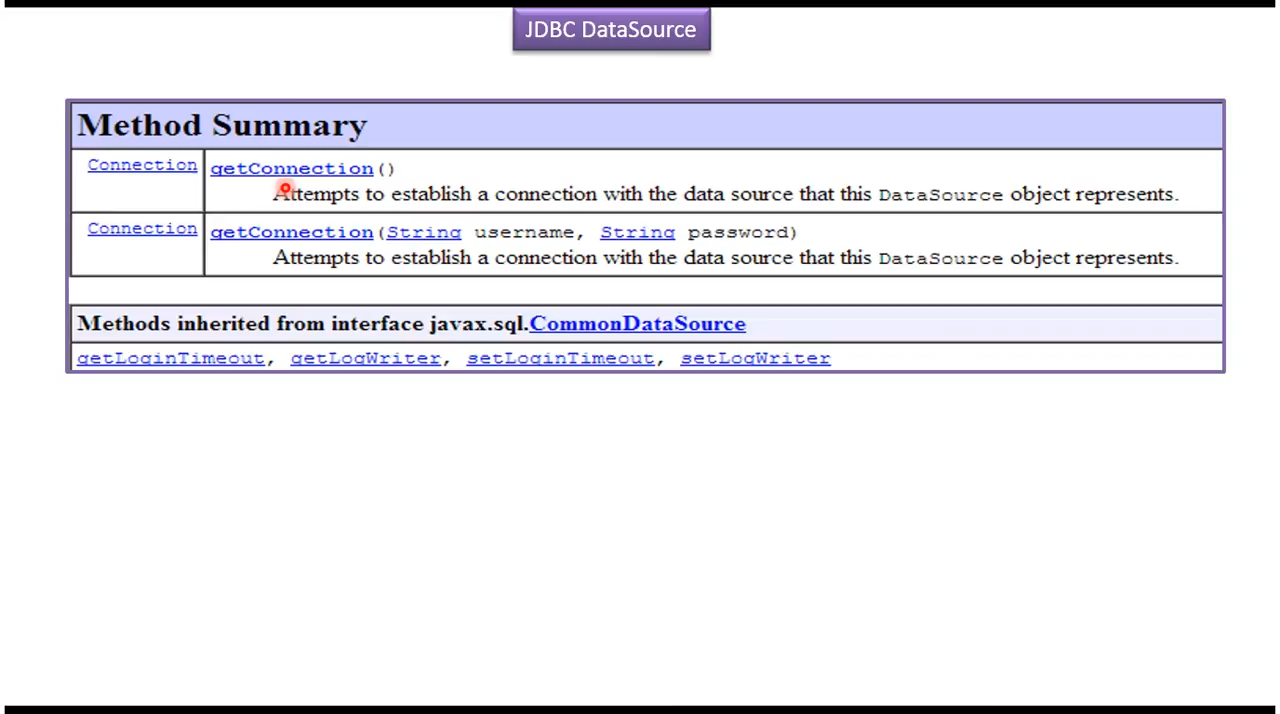 JDBC DataSource
Method Summary
Connection getConnection()
Attempts to establish a connection with the data source that this DataSource object represents.
Connection getConnection(String username, String password)
Attempts to establish a connection with the data source that this DataSource object represents.
Methods inherited from interface javax.sql.CommonDataSource
getLoginTimeout, getLogWriter, setLoginTimeout, setLogWriter